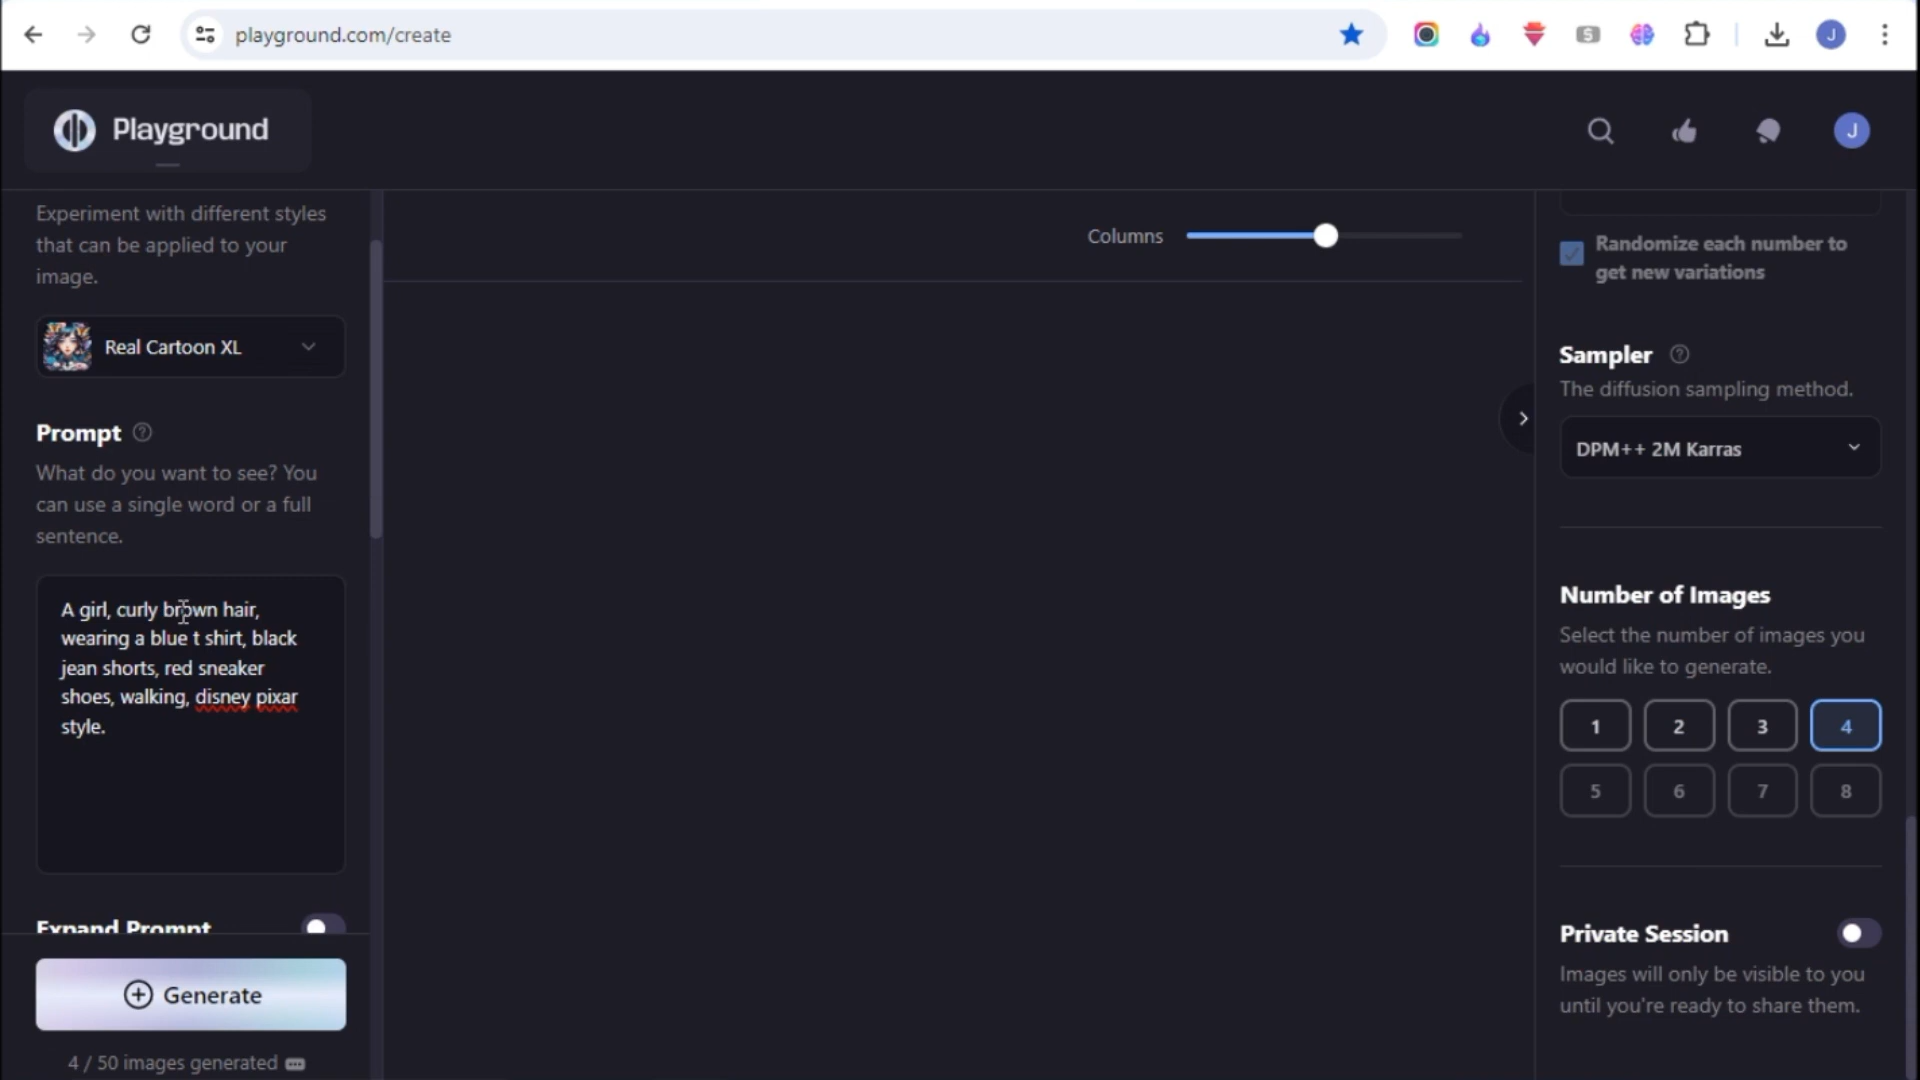 playground.com/create
S
J
Playground
J
Experiment with different styles
that can be applied to your
image.
Real Cartoon XL
Prompt ?
What do you want to see? You
can use a single word or a full
sentence.
A girl, curly brown hair,
wearing a blue t shirt, black
jean shorts, red sneaker
shoes, walking, disney pixar
style.
Expand Prompt
Generate
4 / 50 images generated
Columns
Randomize each number to
get new variations
Sampler ?
The diffusion sampling method.
DPM++ 2M Karras
Number of Images
Select the number of images you
would like to generate.
1 2 3 4
5 6 7 8
Private Session
Images will only be visible to you
until you're ready to share them.